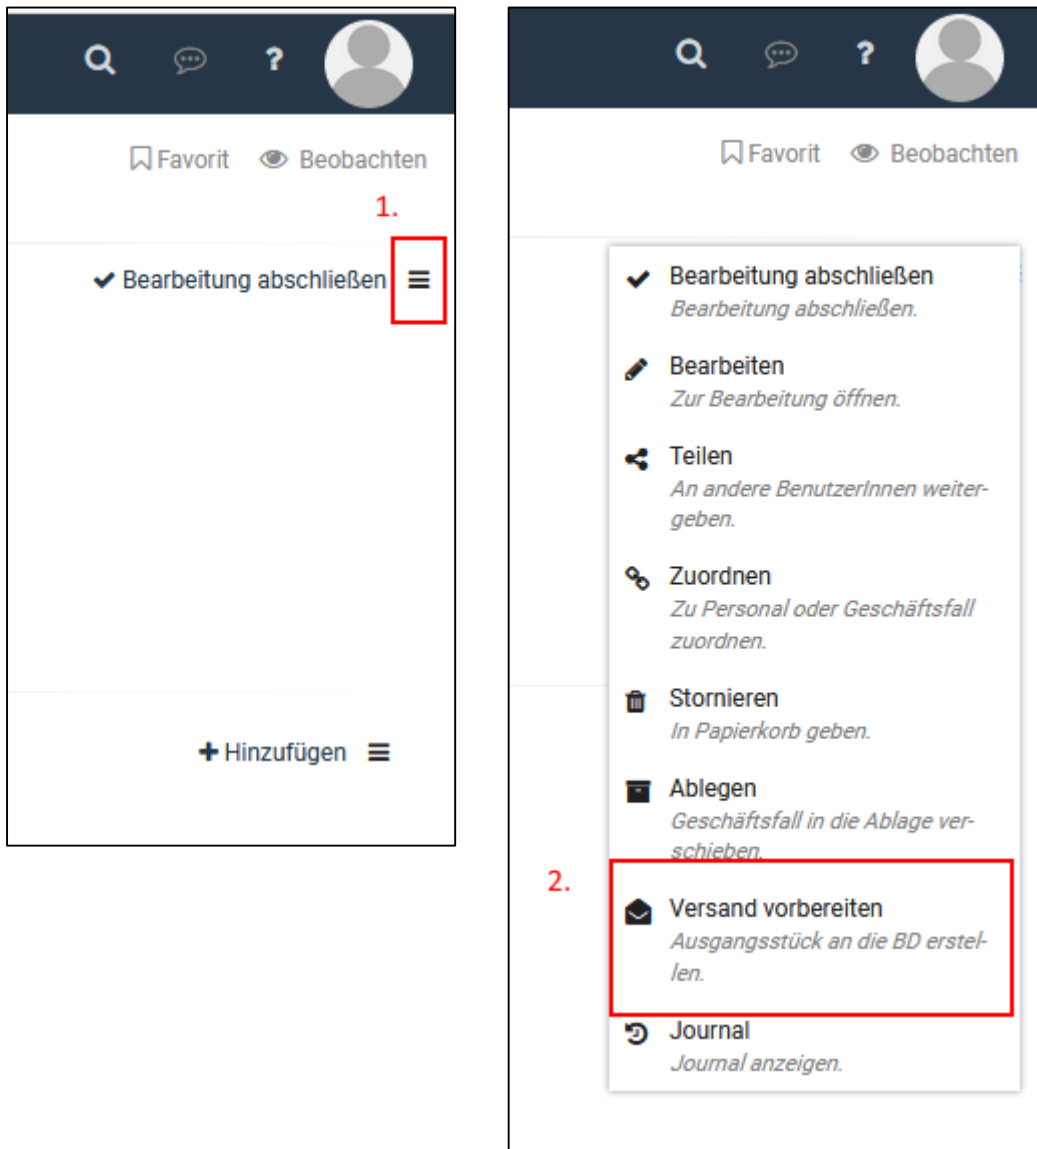 ?
Favorit Beobachten
1.
Bearbeitung abschließen
Hinzufügen
?
Favorit Beobachten
Bearbeitung abschließen
Bearbeitung abschließen.
Bearbeiten
Zur Bearbeitung öffnen.
Teilen
An andere BenutzerInnen weiter-
geben.
Zuordnen
Zu Personal oder Geschäftsfall
zuordnen.
Stornieren
In Papierkorb geben.
Ablegen
Geschäftsfall in die Ablage ver-
schieben.
2.
Versand vorbereiten
Ausgangsstück an die BD erstel-
len.
Journal
Journal anzeigen.